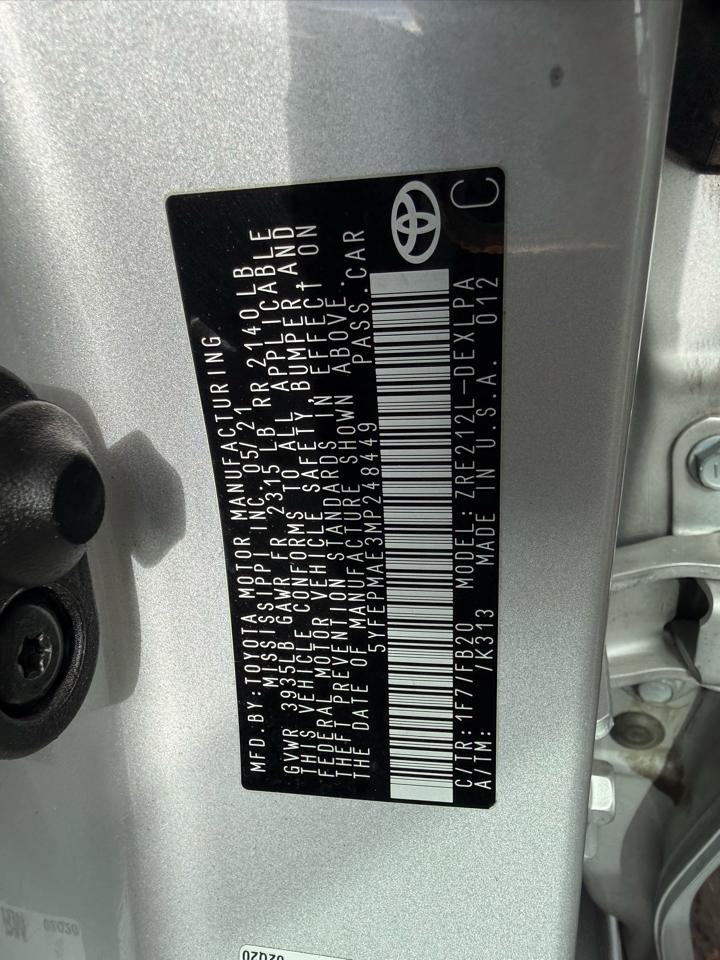 MFD.BY:TOYOTA MOTOR MANUFACTURING
MISSISSIPPI INC. 05/21
GVWR 3935LB GAWR FR 2315 LB RR 2140 LB
THIS VEHICLE CONFORMS TO ALL APPLICABLE
FEDERAL MOTOR VEHICLE SAFETY, BUMPER, AND
THEFT PREVENTION STANDARDS IN EFFECT ON
THE DATE OF MANUFACTURE SHOWN ABOVE.
5YFEPMAE3MP248449 PASS.CAR
C/TR:1F7/FB20 MODEL:ZRE212L-DEXLPA
A/TM: -/K313 MADE IN U.S.A. 012
C